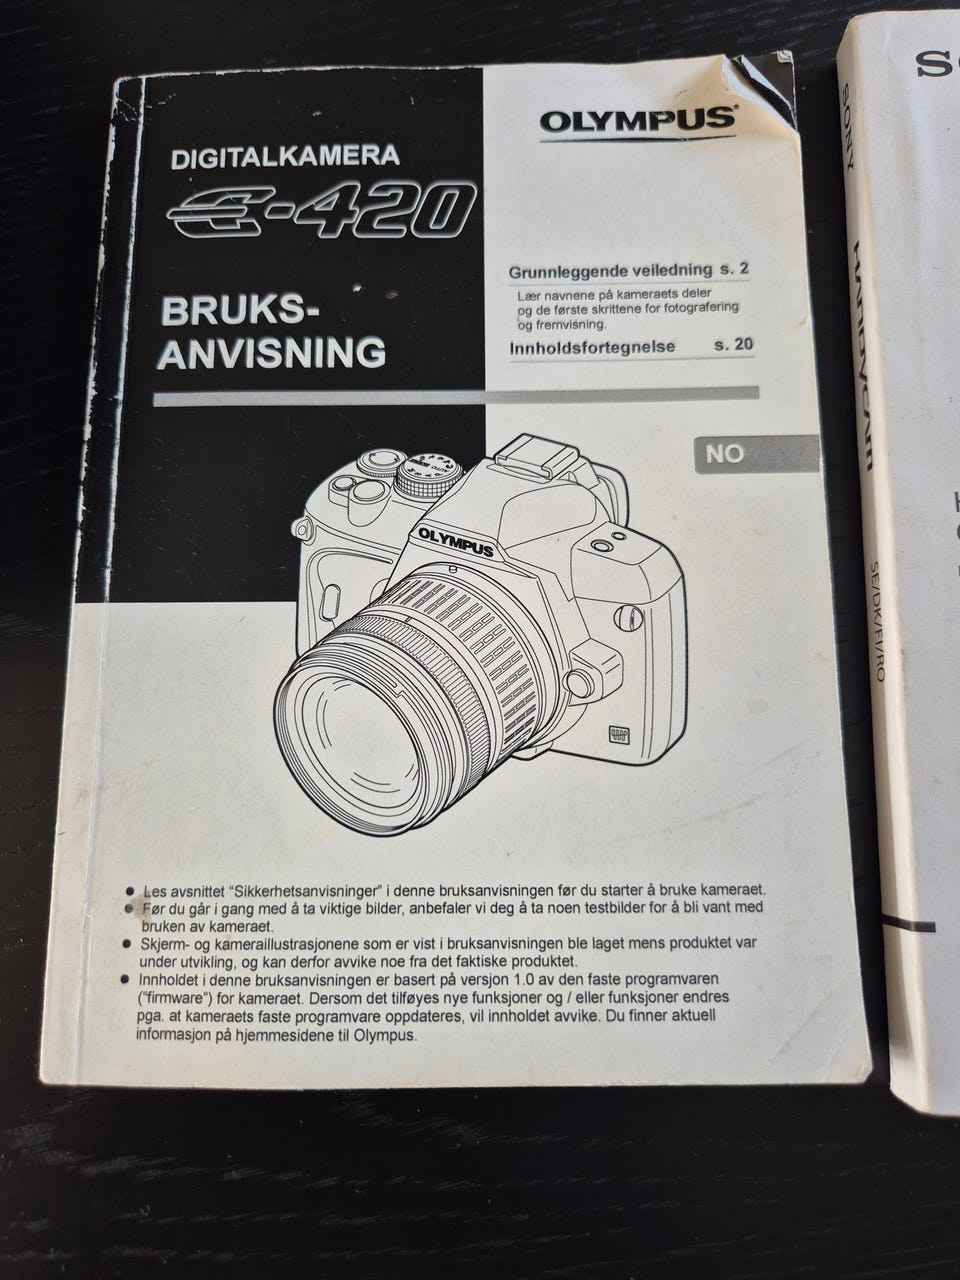 DIGITALKAMERA
E-420
BRUKS-
ANVISNING
OLYMPUS
Grunnleggende veiledning s. 2
Lær navnene på kameraets deler
og de første skrittene for fotografering
og fremvisning.
Innholdsfortegnelse s. 20
NO
AUTO
OLYMPUS
● Les avsnittet “Sikkerhetsanvisninger” i denne bruksanvisningen før du starter å bruke kameraet.
● Før du går i gang med å ta viktige bilder, anbefaler vi deg å ta noen testbilder for å bli vant med
bruken av kameraet.
● Skjerm- og kameraillustrasjonene som er vist i bruksanvisningen ble laget mens produktet var
under utvikling, og kan derfor avvike noe fra det faktiske produktet.
● Innholdet i denne bruksanvisningen er basert på versjon 1.0 av den faste programvaren
(“firmware”) for kameraet. Dersom det tilføyes nye funksjoner og / eller funksjoner endres
pga. at kameraets faste programvare oppdateres, vil innholdet avvike. Du finner aktuell
informasjon på hjemmesidene til Olympus.
SONY
HANDYCAM
SE/DK/FI/RO